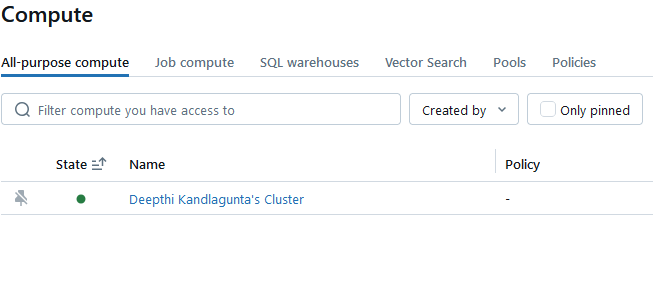 Compute
All-purpose compute Job compute SQL warehouses Vector Search Pools Policies
Filter compute you have access to Created by Only pinned
State Name Policy
Deepthi Kandlagunta's Cluster -